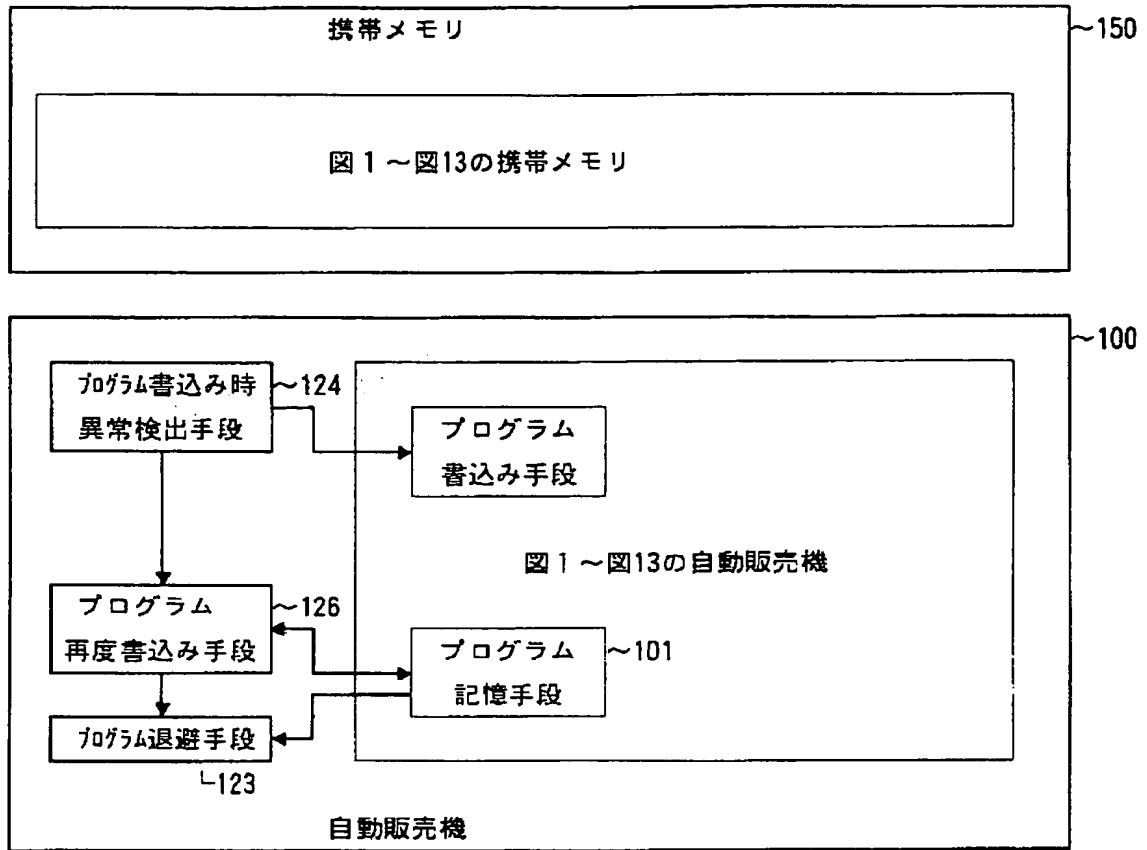 携帯メモリ
~150
図1~図13の携帯メモリ
~100
プログラム書込み時
異常検出手段
~124
プログラム
書込み手段
図1~図13の自動販売機
プログラム
再度書込み手段
~126
プログラム
記憶手段
~101
プログラム退避手段
123
自動販売機